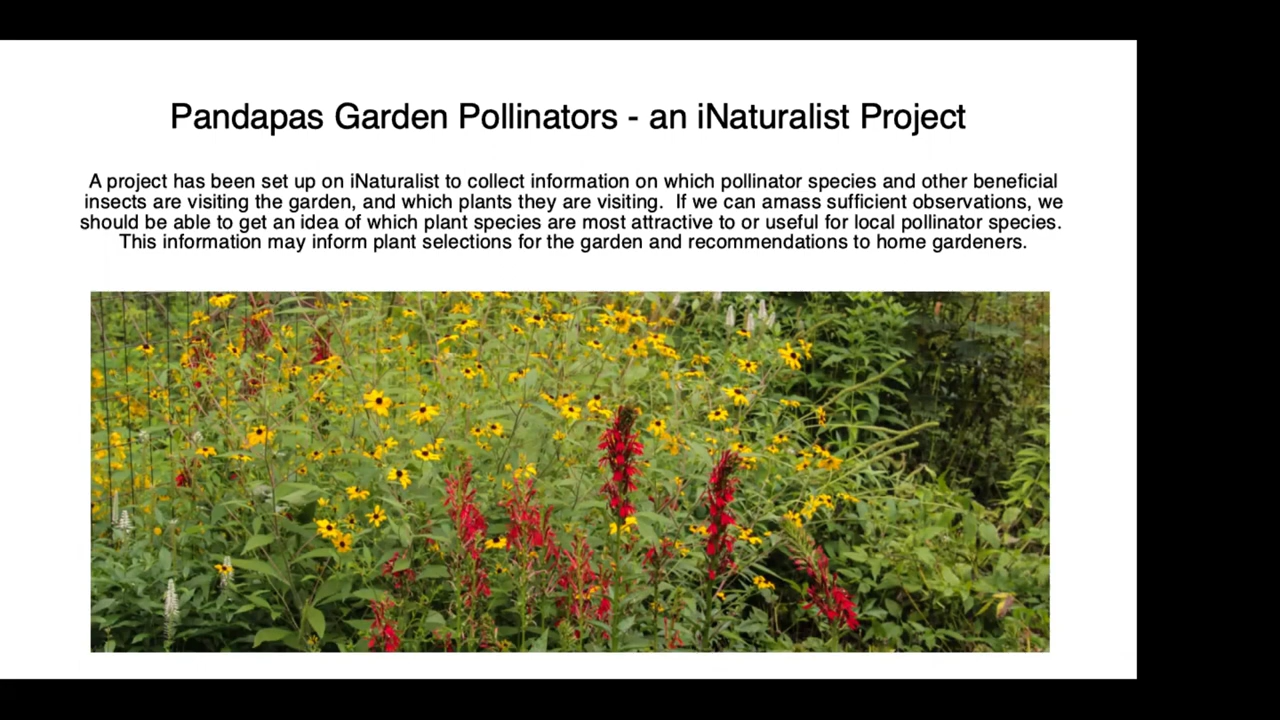 Pandapas Garden Pollinators - an iNaturalist Project
A project has been set up on iNaturalist to collect information on which pollinator species and other beneficial
insects are visiting the garden, and which plants they are visiting.  If we can amass sufficient observations, we
should be able to get an idea of which plant species are most attractive to or useful for local pollinator species.
This information may inform plant selections for the garden and recommendations to home gardeners.